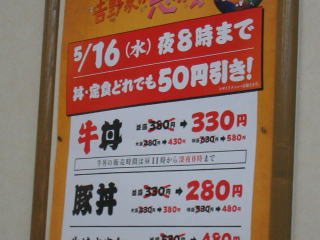 吉野家の
5/16(水)夜8時まで
丼・定食どれでも50円引き!
牛丼 並盛 380円 → 330円
大盛 480円 → 430円 特盛 630円 → 580円
牛丼の販売時間は昼11時から深夜0時まで
豚丼 並盛 330円 → 280円
大盛 430円 → 380円 特盛 530円 → 480円